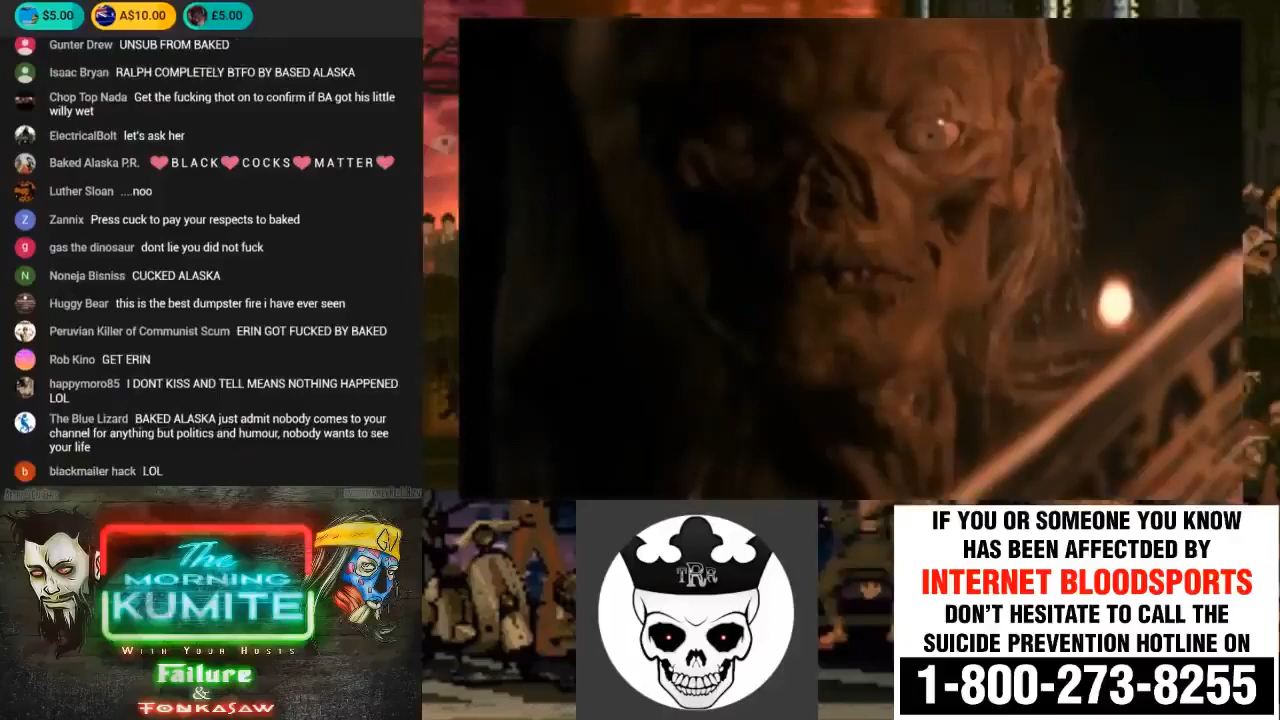 $5.00 A$10.00 £5.00
Gunter Drew UNSUB FROM BAKED
Isaac Bryan RALPH COMPLETELY BTFO BY BASED ALASKA
Chop Top Nada Get the fucking thot on to confirm if BA got his little
willy wet
ElectricalBolt let's ask her
Baked Alaska P.R. ❤B L A C K❤C O C K S❤M A T T E R❤
Luther Sloan ....noo
Z Zannix Press cuck to pay your respects to baked
g gas the dinosaur dont lie you did not fuck
N Noneja Bisniss CUCKED ALASKA
Huggy Bear this is the best dumpster fire i have ever seen
Peruvian Killer of Communist Scum ERIN GOT FUCKED BY BAKED
Rob Kino GET ERIN
happymoro85 I DONT KISS AND TELL MEANS NOTHING HAPPENED
LOL
The Blue Lizard BAKED ALASKA just admit nobody comes to your
channel for anything but politics and humour, nobody wants to see
your life
b blackmailer hack LOL
The
MORNING
KUMITE
WITH YOUR HOSTS
Failure
&
TONKASAW
TRR
IF YOU OR SOMEONE YOU KNOW
HAS BEEN AFFECTDED BY
INTERNET BLOODSPORTS
DON'T HESITATE TO CALL THE
SUICIDE PREVENTION HOTLINE ON
1-800-273-8255